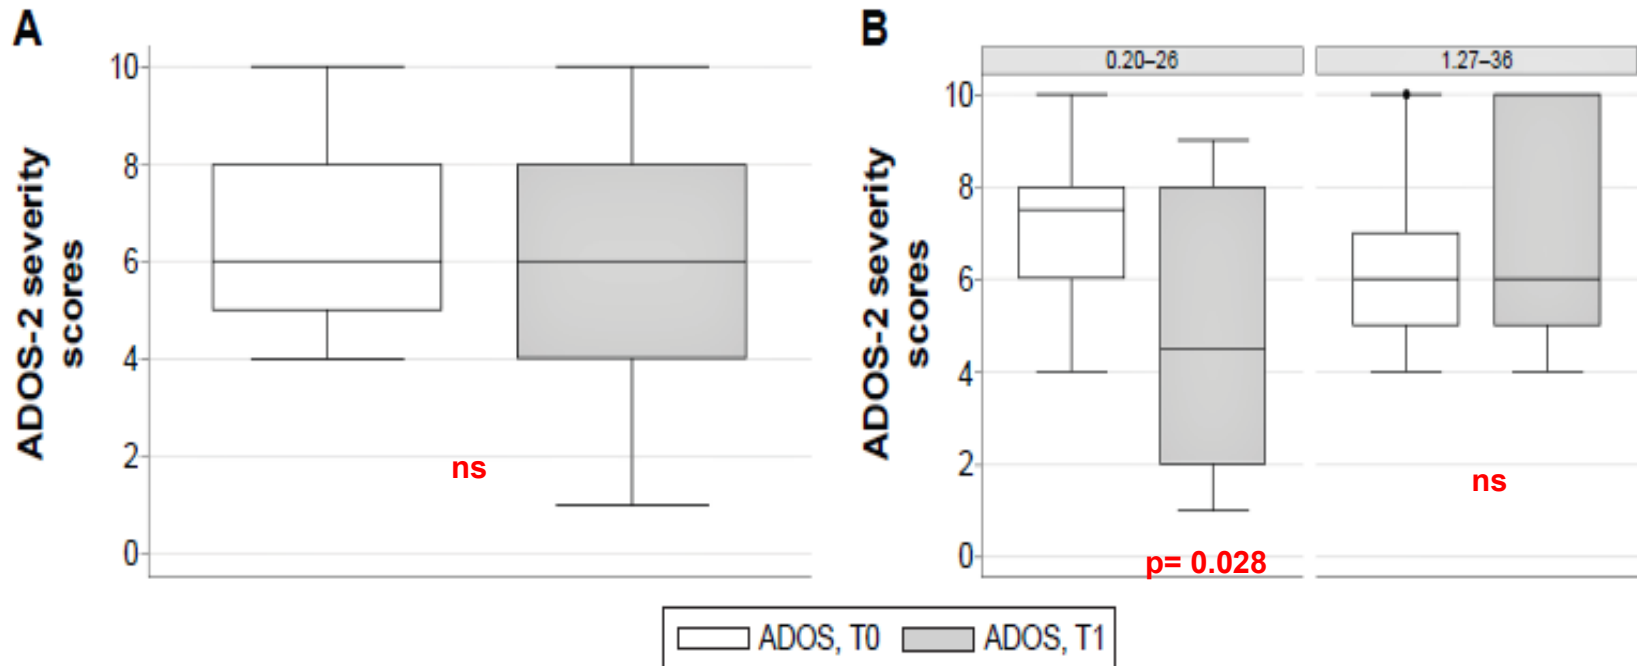 A
ADOS-2 severity
scores
10
8
6
4
2
0
ns
B
ADOS-2 severity
scores
0.20–26
1.27–36
10
8
6
4
2
0
p= 0.028
ns
ADOS, T0
ADOS, T1